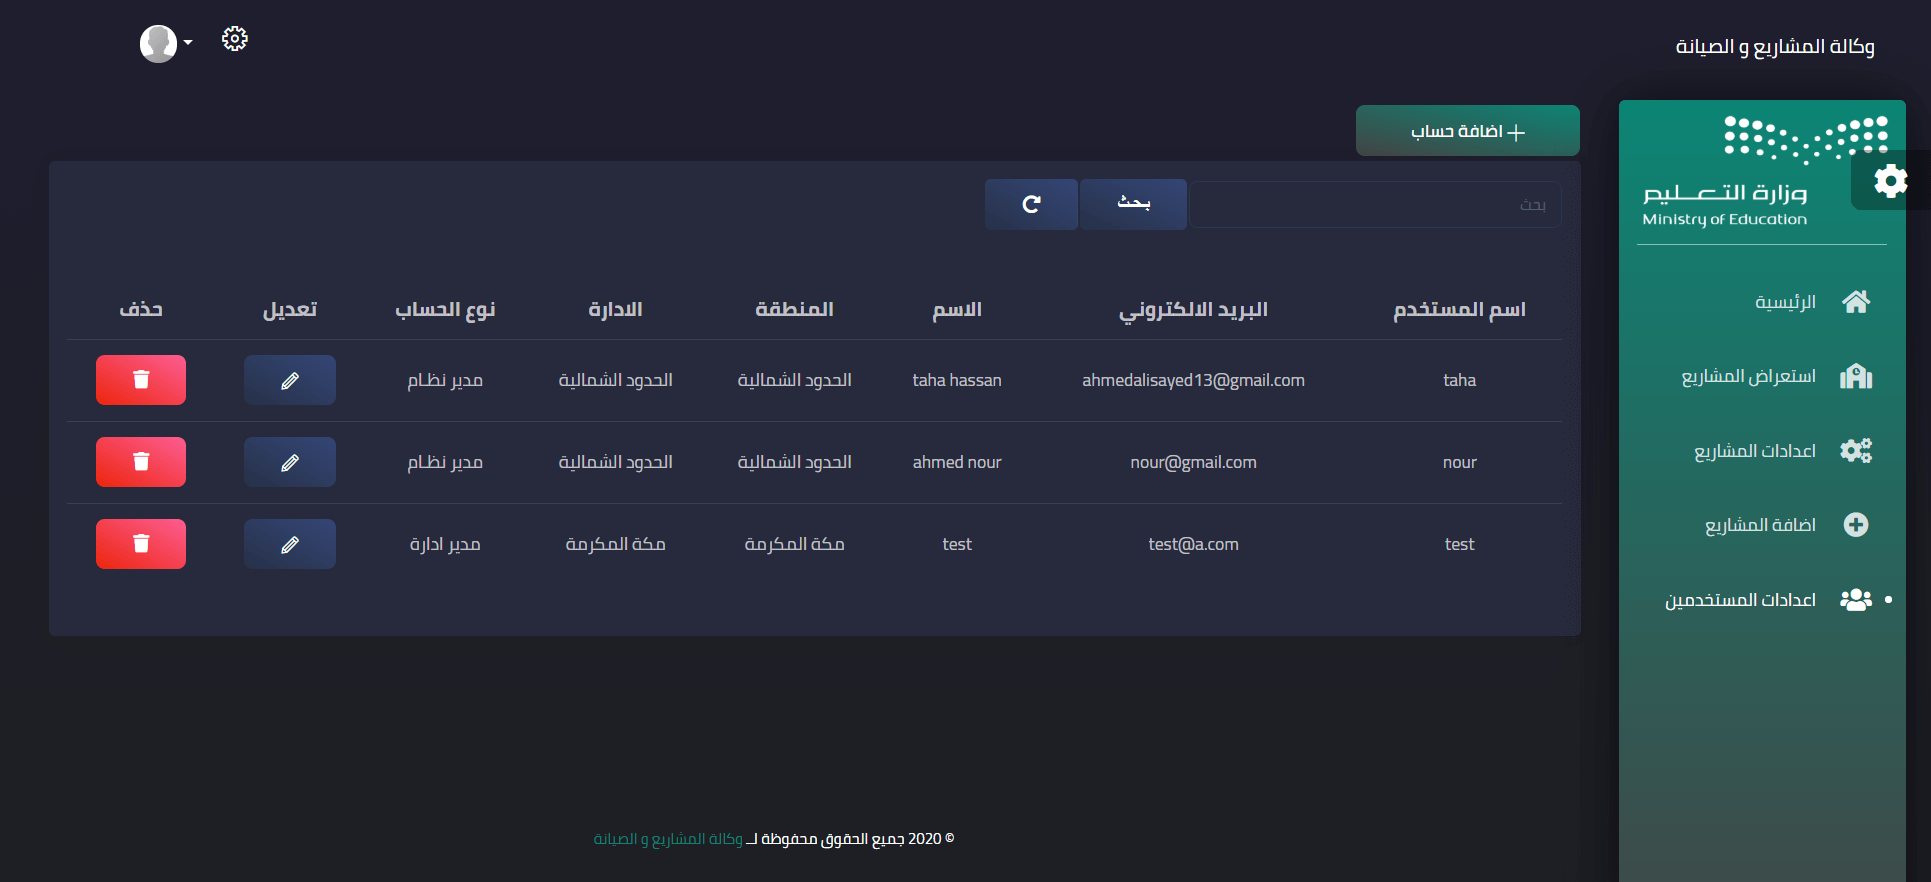 وكالة المشاريع و الصيانة
وزارة التعليم
Ministry of Education
الرئيسية
استعراض المشاريع
اعدادات المشاريع
اضافة المشاريع
اعدادات المستخدمين
اضافة حساب
بحث
بحث
اسم المستخدم البريد الالكتروني الاسم المنطقة الادارة نوع الحساب تعديل حذف
taha ahmedalisayed13@gmail.com taha hassan الحدود الشمالية الحدود الشمالية مدير نظام
nour nour@gmail.com ahmed nour الحدود الشمالية الحدود الشمالية مدير نظام
test test@a.com test مكة المكرمة مكة المكرمة مدير ادارة
© 2020 جميع الحقوق محفوظة لــ وكالة المشاريع و الصيانة